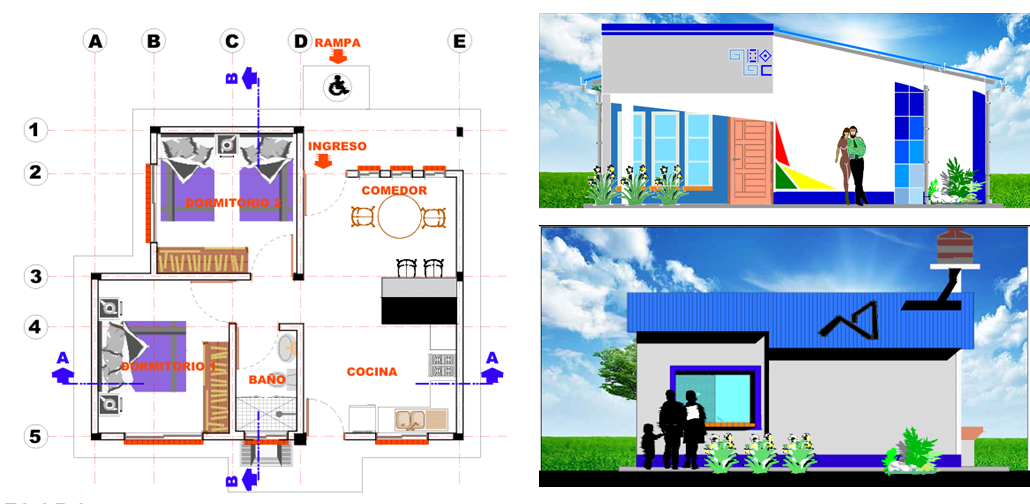 A B C D E
RAMPA
B
1
INGRESO
2
COMEDOR
DORMITORIO 2
3
4
A A
DORMITORIO 1
COCINA
BAÑO
5
B